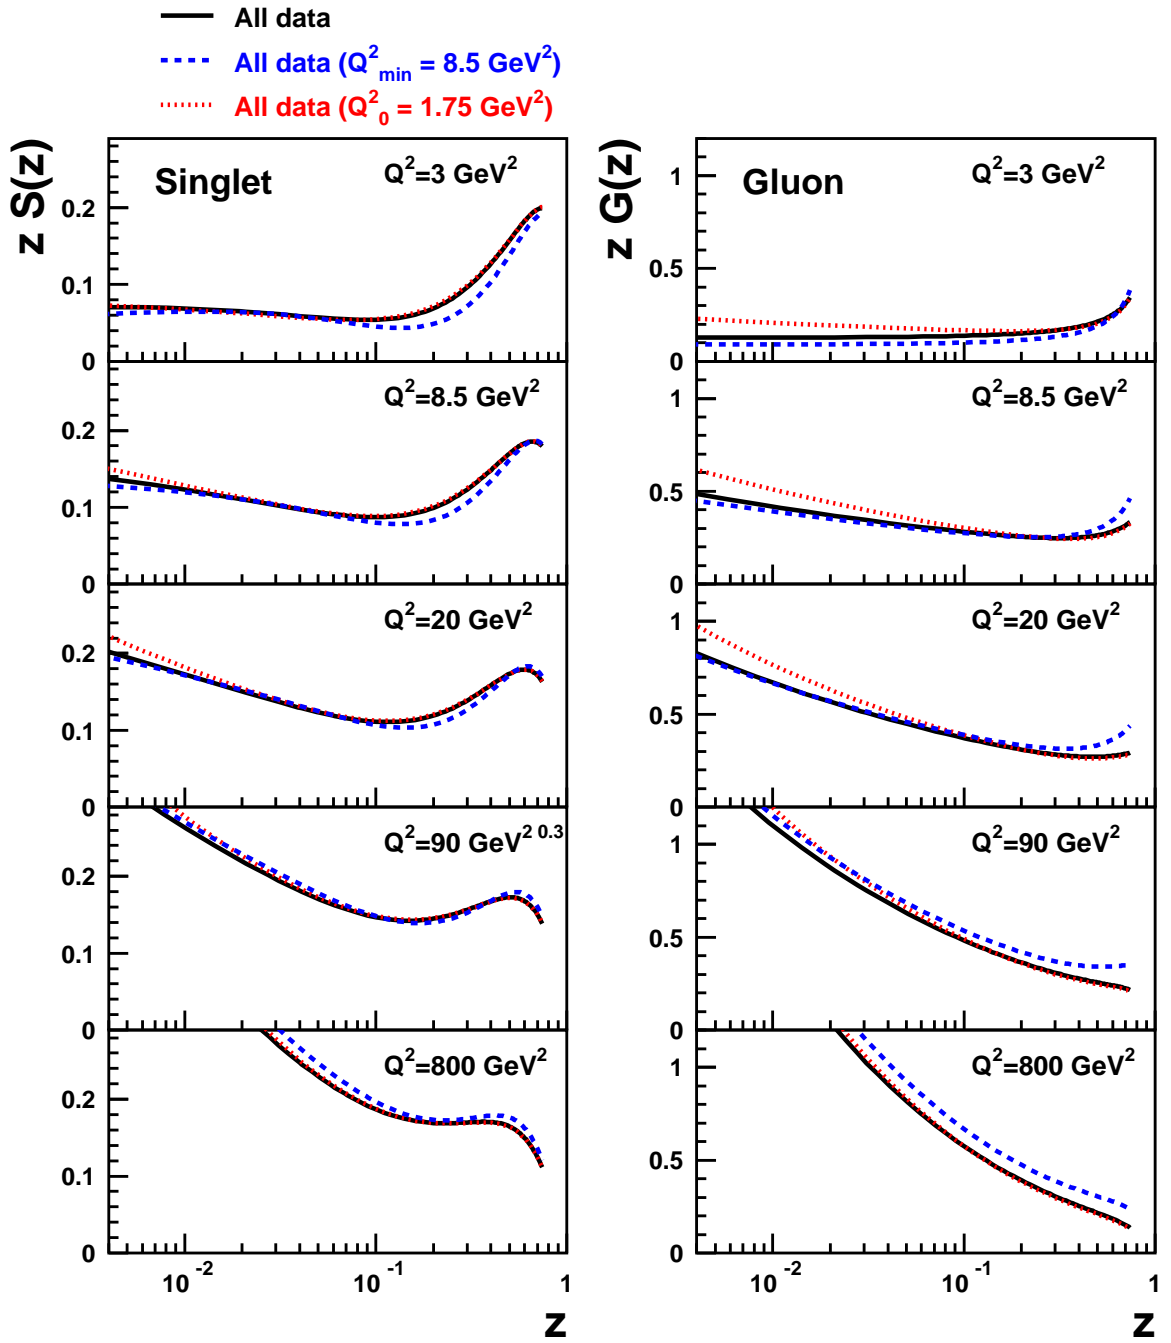 All data
All data (Q²min = 8.5 GeV²)
All data (Q²0 = 1.75 GeV²)
z S(z)
Singlet
Q²=3 GeV²
0.2
0.1
0
Q²=8.5 GeV²
0.2
0.1
0
Q²=20 GeV²
0.2
0.1
0
Q²=90 GeV² 0.3
0.2
0.1
0
Q²=800 GeV²
0.2
0.1
0
10⁻² 10⁻¹ 1
z
z G(z)
Gluon
Q²=3 GeV²
1
0.5
0
Q²=8.5 GeV²
1
0.5
0
Q²=20 GeV²
1
0.5
0
Q²=90 GeV²
1
0.5
0
Q²=800 GeV²
1
0.5
0
10⁻² 10⁻¹ 1
z